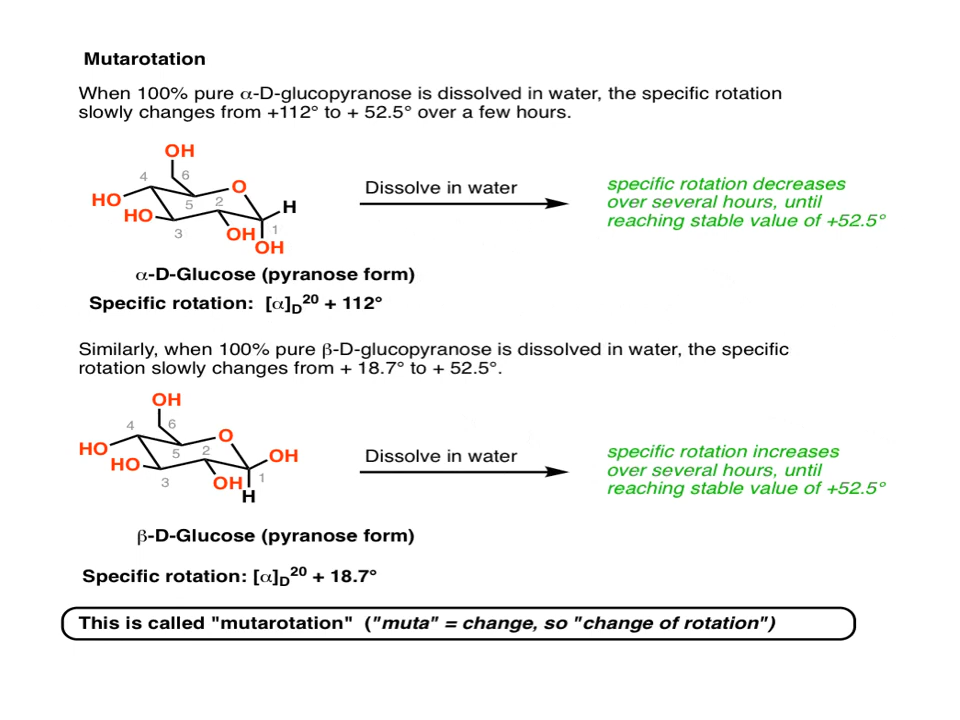 Mutarotation
When 100% pure α-D-glucopyranose is dissolved in water, the specific rotation
slowly changes from +112° to + 52.5° over a few hours.
OH
4
6
O
HO
5
2
H
HO
3
OH
1
OH
Dissolve in water
specific rotation decreases
over several hours, until
reaching stable value of +52.5°
α-D-Glucose (pyranose form)
Specific rotation: [α]D20 + 112°
Similarly, when 100% pure β-D-glucopyranose is dissolved in water, the specific
rotation slowly changes from + 18.7° to + 52.5°.
OH
4
6
O
HO
5
2
OH
HO
3
OH
1
H
Dissolve in water
specific rotation increases
over several hours, until
reaching stable value of +52.5°
β-D-Glucose (pyranose form)
Specific rotation: [α]D20 + 18.7°
This is called "mutarotation" ("muta" = change, so "change of rotation")